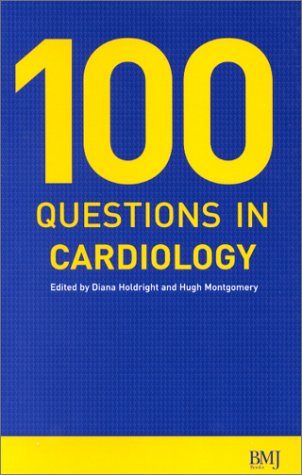 100
QUESTIONS IN
CARDIOLOGY
Edited by Diana Holdright and Hugh Montgomery
BMJ
Books